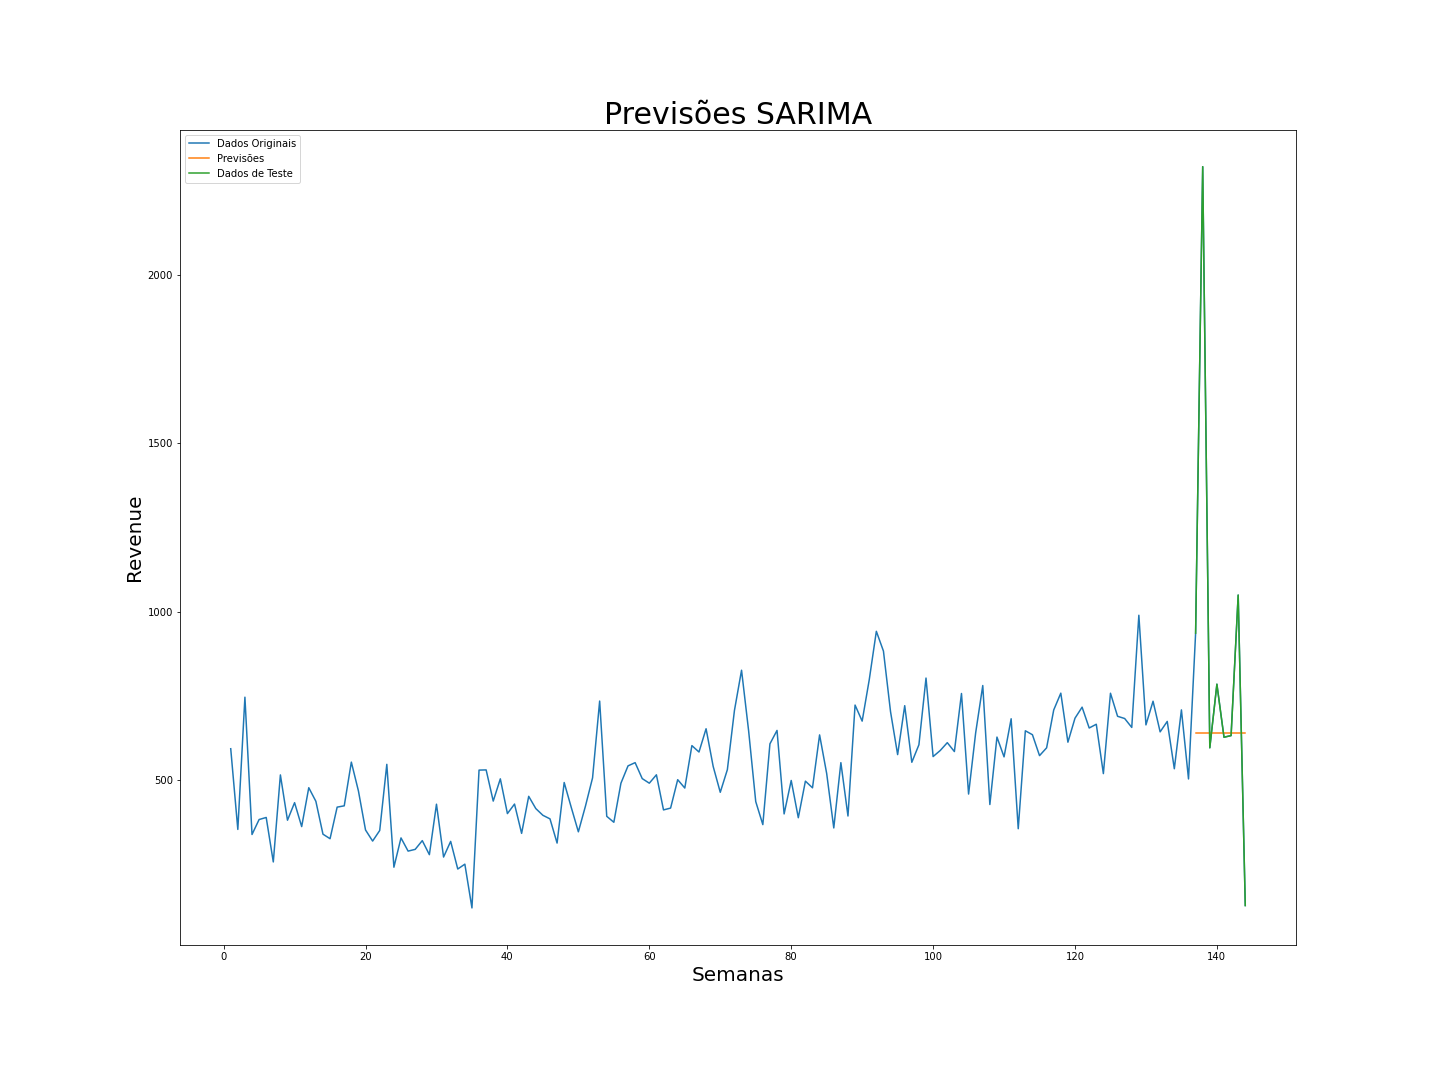 Previsões SARIMA
Dados Originais
Previsões
Dados de Teste
2000
1500
1000
500
Revenue
0 20 40 60 80 100 120 140
Semanas